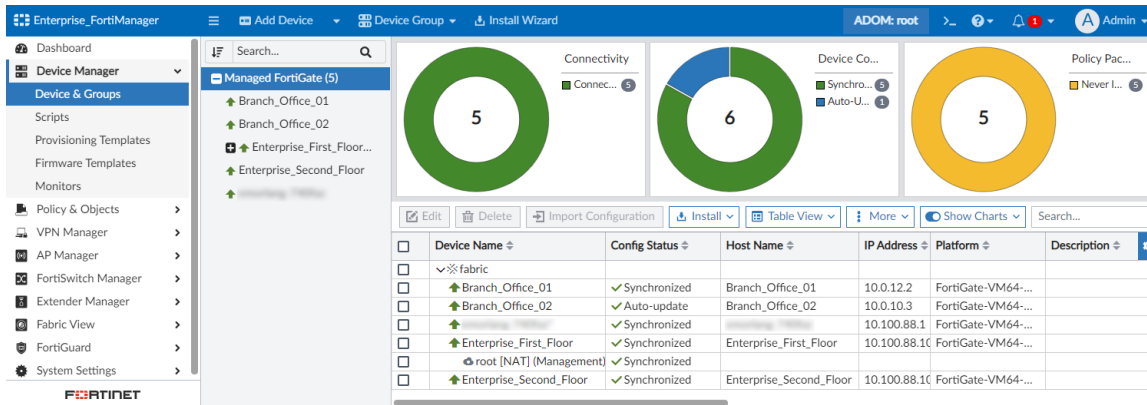 Enterprise_FortiManager
Add Device
Device Group
Install Wizard
ADOM: root
>_
?
1
A
Admin
Dashboard
Device Manager
Device & Groups
Scripts
Provisioning Templates
Firmware Templates
Monitors
Policy & Objects
VPN Manager
AP Manager
FortiSwitch Manager
Extender Manager
Fabric View
FortiGuard
System Settings
FORTINET
Search...
Managed FortiGate (5)
Branch_Office_01
Branch_Office_02
Enterprise_First_Floor...
Enterprise_Second_Floor
5
Connectivity
Connec... 5
6
Device Co...
Synchro... 5
Auto-U... 1
5
Policy Pac...
Never I... 5
Edit
Delete
Import Configuration
Install
Table View
More
Show Charts
Search...
Device Name Config Status Host Name IP Address Platform Description
fabric
Branch_Office_01 Synchronized Branch_Office_01 10.0.12.2 FortiGate-VM64-...
Branch_Office_02 Auto-update Branch_Office_02 10.0.10.3 FortiGate-VM64-...
Synchronized 10.100.88.1 FortiGate-VM64-...
Enterprise_First_Floor Synchronized Enterprise_First_Floor 10.100.88.10 FortiGate-VM64-...
root [NAT] (Management) Synchronized
Enterprise_Second_Floor Synchronized Enterprise_Second_Floor 10.100.88.10 FortiGate-VM64-...